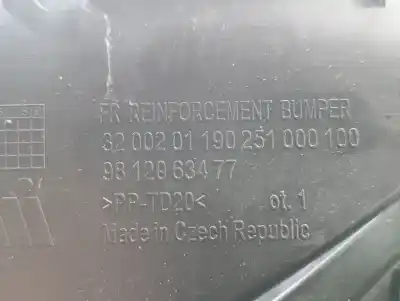 FR REINFORCEMENT BUMPER
32 002 01 190 251 000 100
98 120 634 77
>PP-TD20< ot. 1
Made in Czech Republic